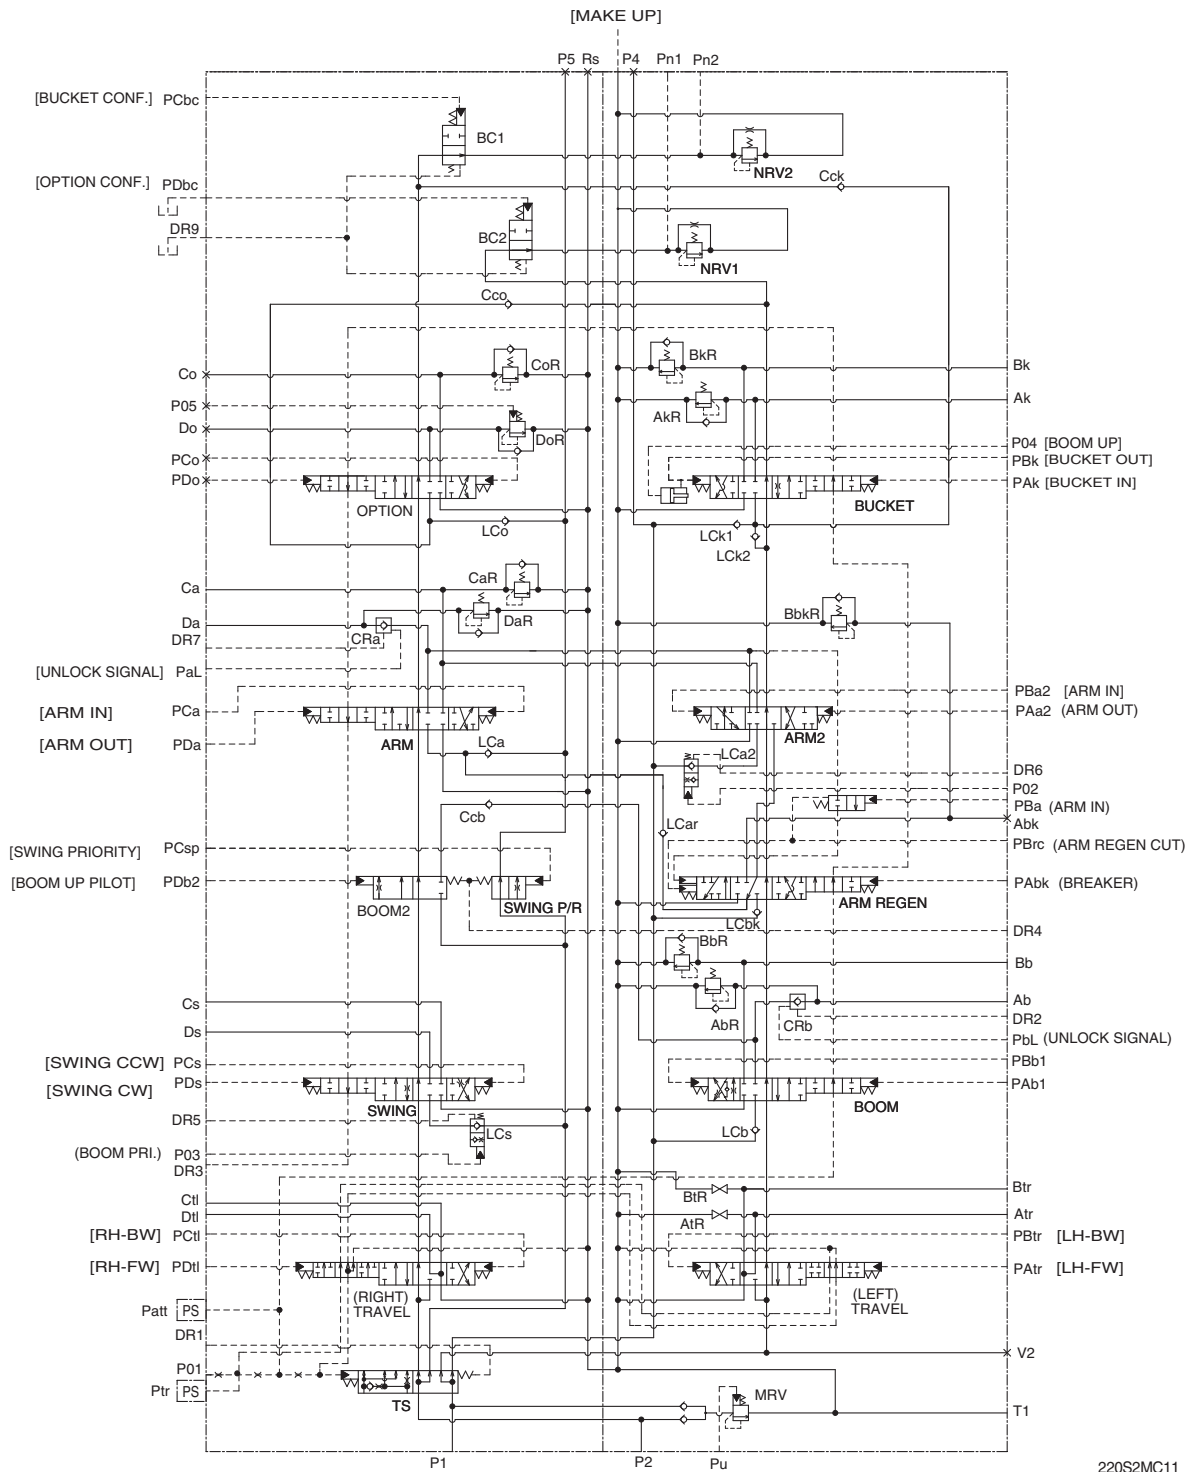 [MAKE UP]
P5 Rs P4 Pn1 Pn2
[BUCKET CONF.] PCbc
BC1
NRV2
[OPTION CONF.] PDbc
Cck
DR9
BC2
NRV1
Cco
CoR
BkR
Co
Bk
P05
AkR
Ak
Do
DoR
PCo
P04 [BOOM UP]
PBk [BUCKET OUT]
PDo
PAk [BUCKET IN]
OPTION
BUCKET
LCo
LCk1
LCk2
Ca
CaR
BbkR
Da
DaR
DR7
CRa
[UNLOCK SIGNAL] PaL
PBa2 [ARM IN]
[ARM IN] PCa
PAa2 (ARM OUT)
[ARM OUT] PDa
ARM
ARM2
LCa
LCa2
DR6
P02
PBa (ARM IN)
Ccb
LCar
Abk
[SWING PRIORITY] PCsp
PBrc (ARM REGEN CUT)
[BOOM UP PILOT] PDb2
PAbk (BREAKER)
BOOM2
SWING P/R
ARM REGEN
LCbk
DR4
BbR
Bb
Cs
Ab
Ds
AbR
CRb
DR2
PbL (UNLOCK SIGNAL)
[SWING CCW] PCs
PBb1
[SWING CW] PDs
PAb1
SWING
BOOM
DR5
LCs
LCb
(BOOM PRI.) P03
DR3
Ctl
BtR
Btr
Dtl
AtR
Atr
[RH-BW] PCtl
PBtr [LH-BW]
[RH-FW] PDtl
PAtr [LH-FW]
(RIGHT)
TRAVEL
(LEFT)
TRAVEL
Patt PS
DR1
V2
P01
Ptr PS
TS
MRV
T1
P1 P2 Pu
220S2MC11